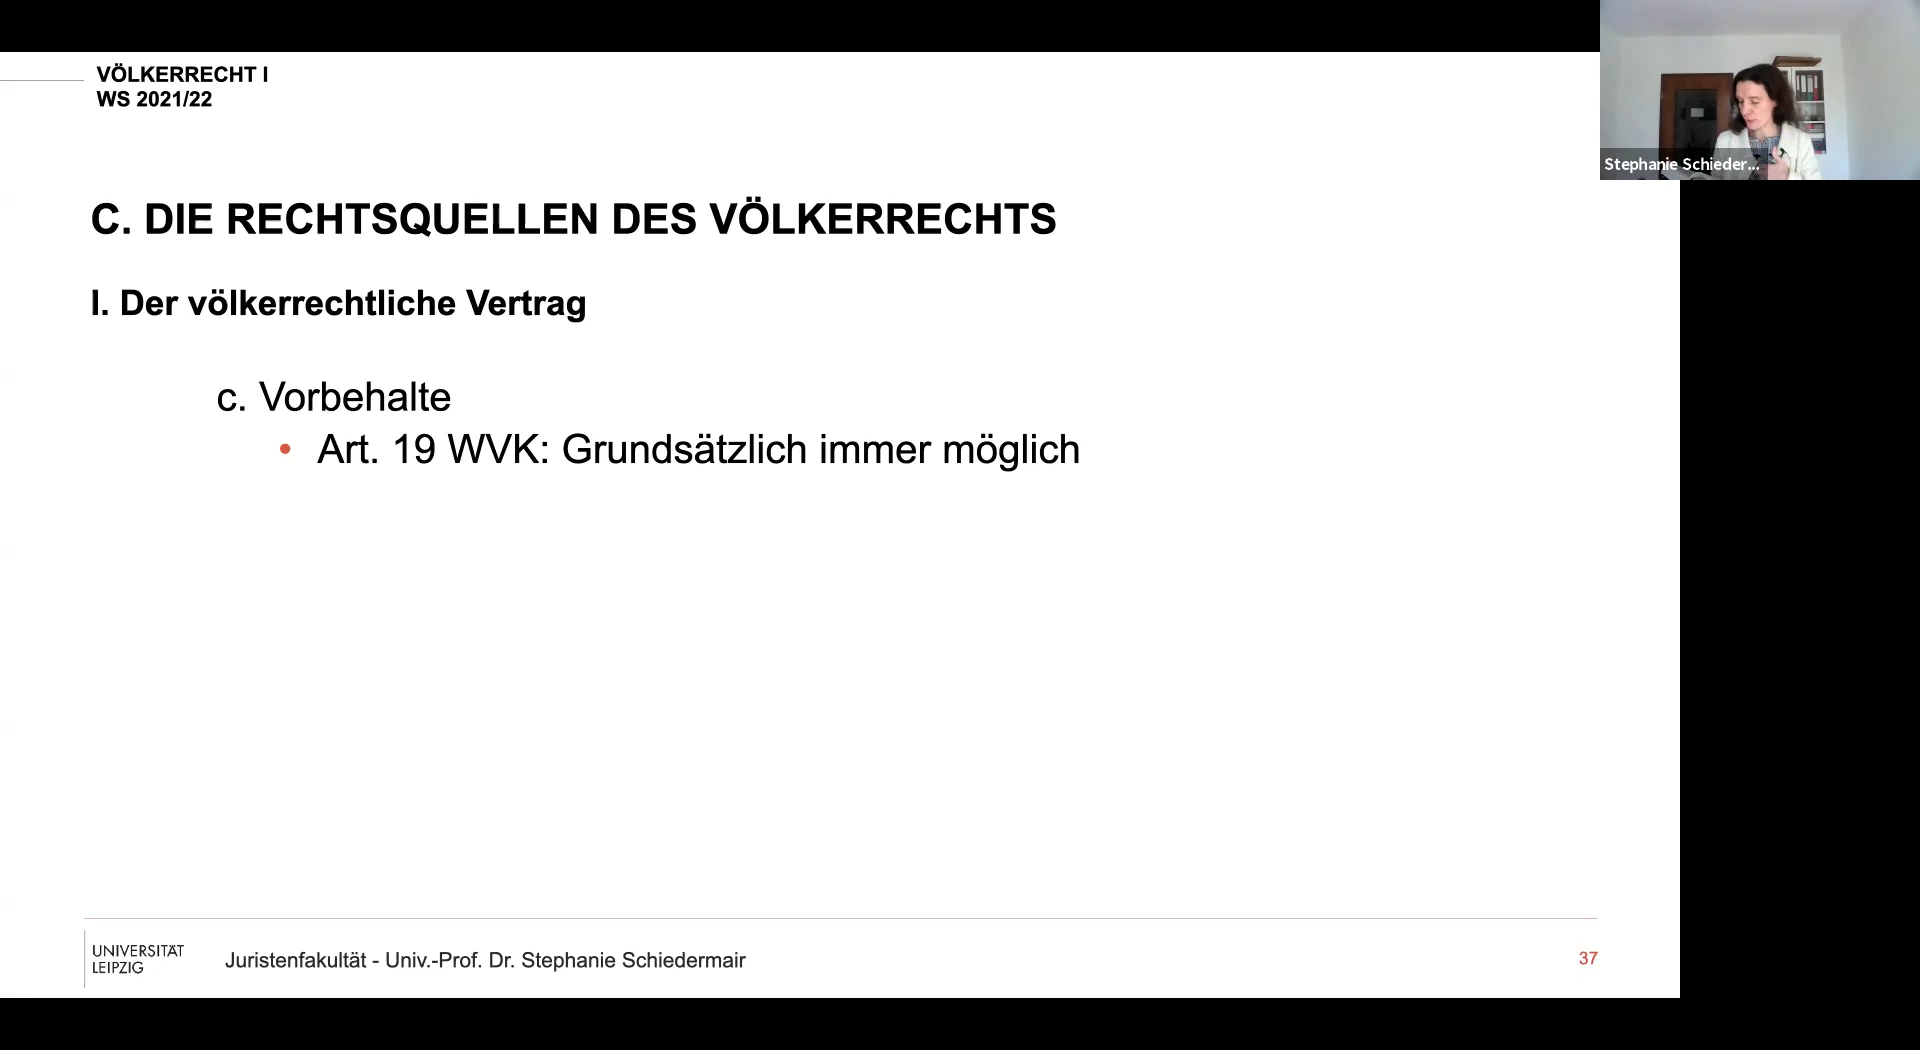 VÖLKERRECHT I
WS 2021/22
Stephanie Schieder...
C. DIE RECHTSQUELLEN DES VÖLKERRECHTS
I. Der völkerrechtliche Vertrag
c. Vorbehalte
• Art. 19 WVK: Grundsätzlich immer möglich
UNIVERSITÄT
LEIPZIG
Juristenfakultät - Univ.-Prof. Dr. Stephanie Schiedermair
37